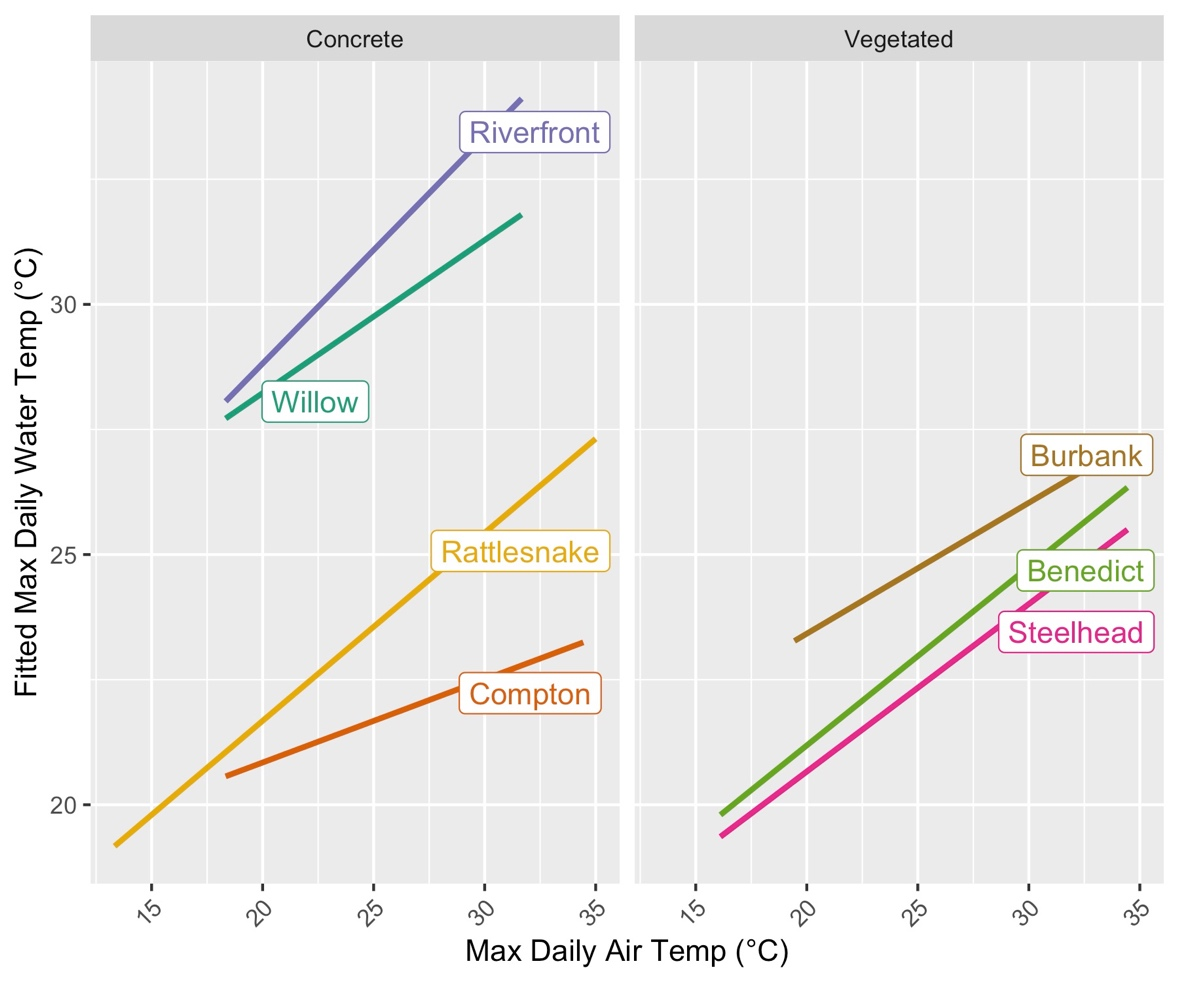 Concrete
Vegetated
Riverfront
Willow
Rattlesnake
Compton
Burbank
Benedict
Steelhead
Fitted Max Daily Water Temp (°C)
30
25
20
15 20 25 30 35
15 20 25 30 35
Max Daily Air Temp (°C)